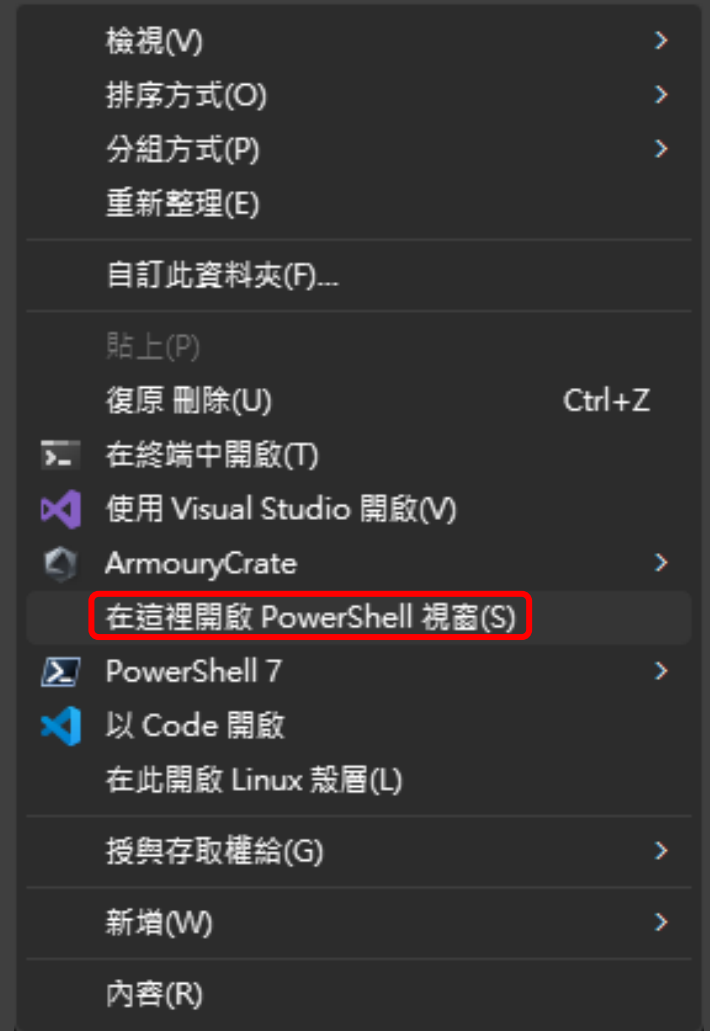 檢視(V)
排序方式(O)
分組方式(P)
重新整理(E)
自訂此資料夾(F)...
貼上(P)
復原 刪除(U) Ctrl+Z
在終端中開啟(T)
使用 Visual Studio 開啟(V)
ArmouryCrate
在這裡開啟 PowerShell 視窗(S)
PowerShell 7
以 Code 開啟
在此開啟 Linux 殼層(L)
授與存取權給(G)
新增(W)
內容(R)